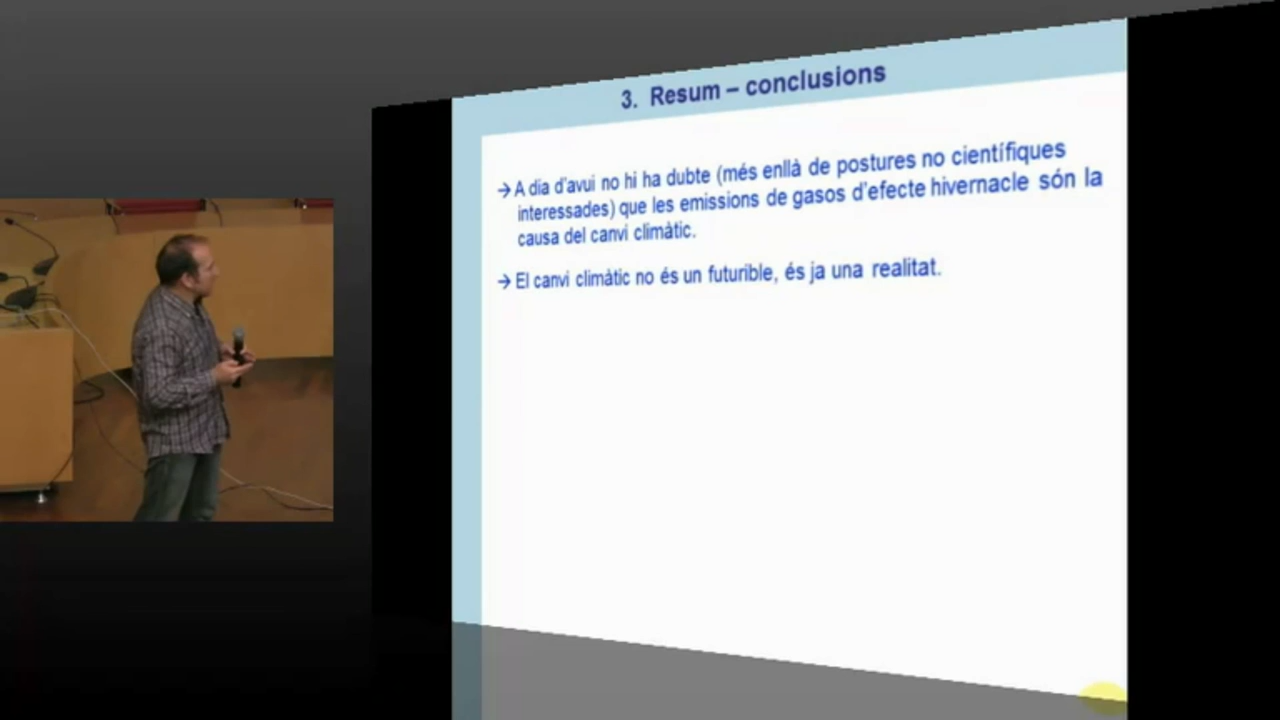 3. Resum – conclusions
→ A dia d'avui no hi ha dubte (més enllà de postures no científiques
interessades) que les emissions de gasos d'efecte hivernacle són la
causa del canvi climàtic.
→ El canvi climàtic no és un futurible, és ja una realitat.